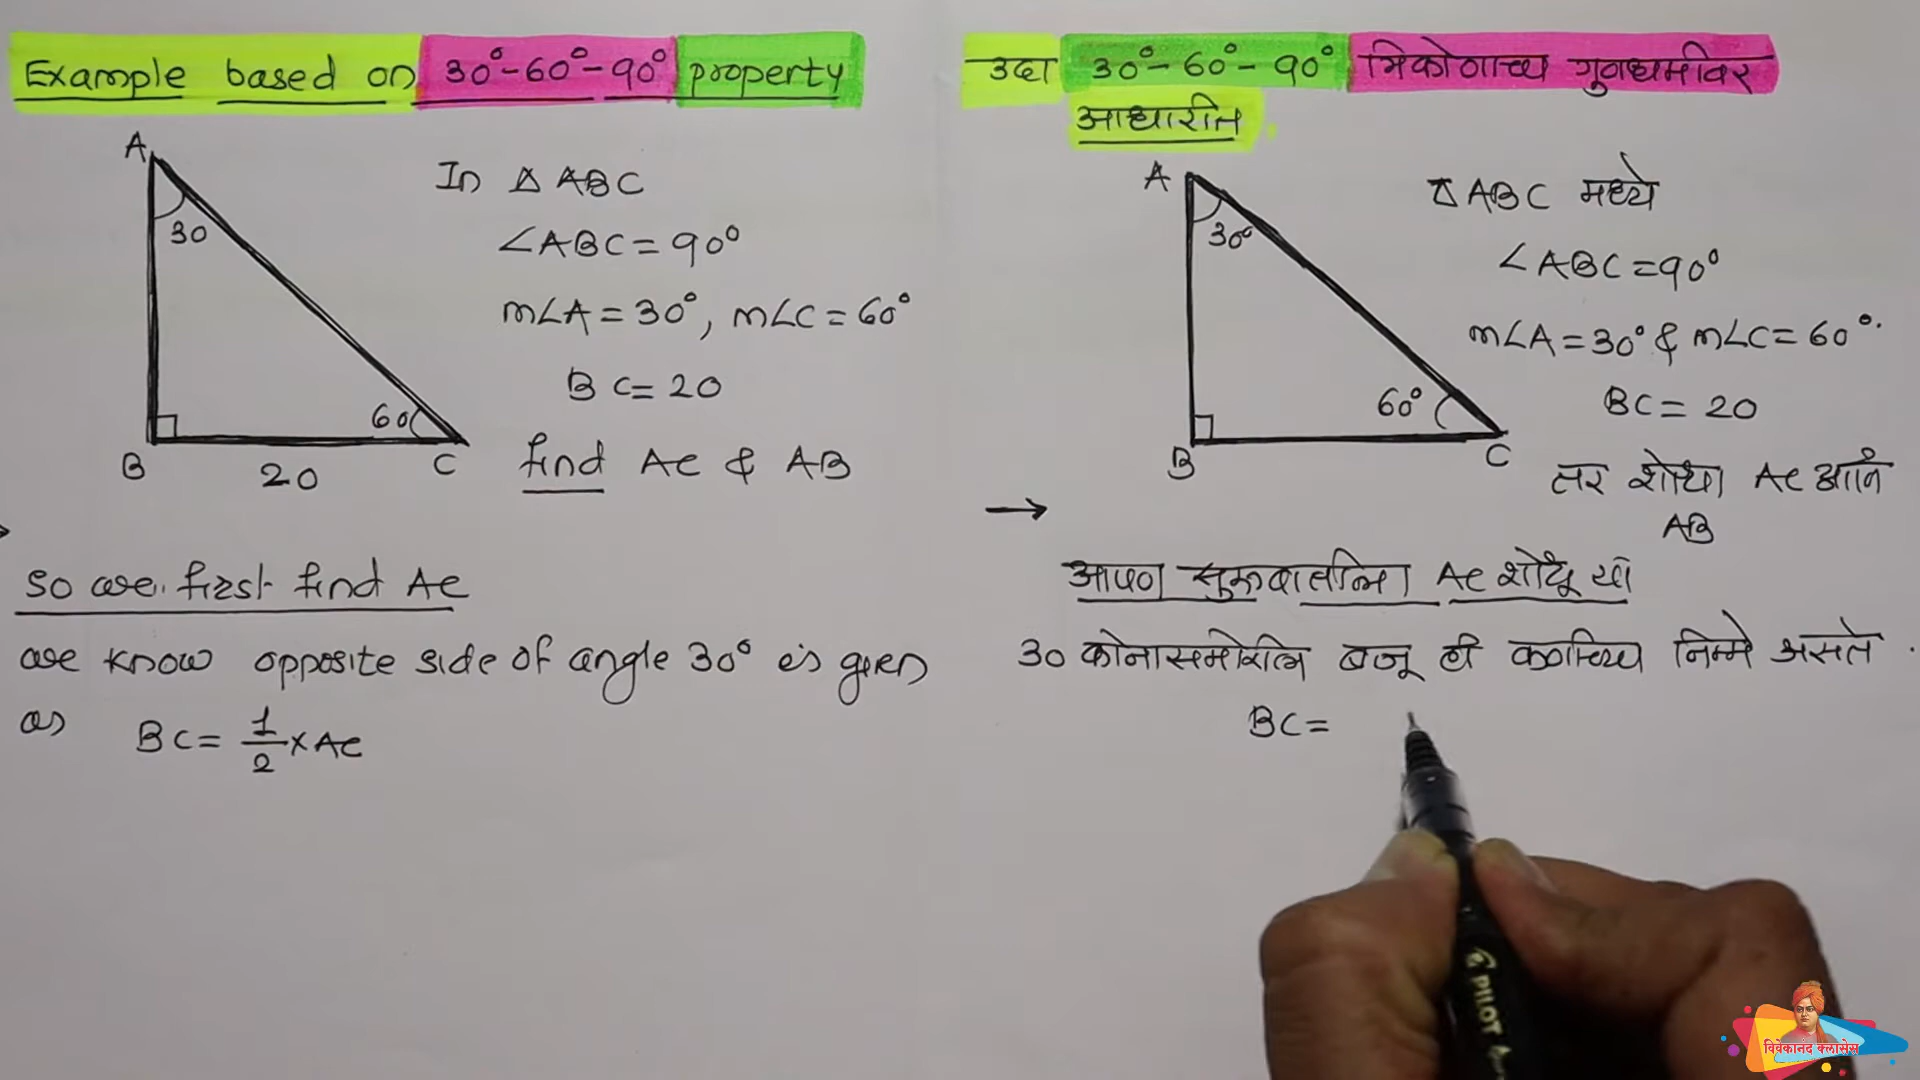 Example based on 30°-60°-90° property
A
30
B
20
60
C
In △ ABC
∠ABC = 90°
m∠A = 30°, m∠C = 60°
BC = 20
find AC & AB
so we first find AC
we know opposite side of angle 30° is given
as BC = 1/2 × AC
उदा 30°-60°-90° त्रिकोणाच्या गुणधर्मावर
आधारीत
A
30°
B
60°
C
△ABC मध्ये
∠ABC = 90°
m∠A = 30° & m∠C = 60°.
BC = 20
तर शोधा AC आणि
AB
→
आपण सुरुवातीला AC शोधू या
30 कोनासमोरील बाजू ही कर्णाच्या निम्मे असते.
BC =
PILOT
विवेकानंद क्लासेस